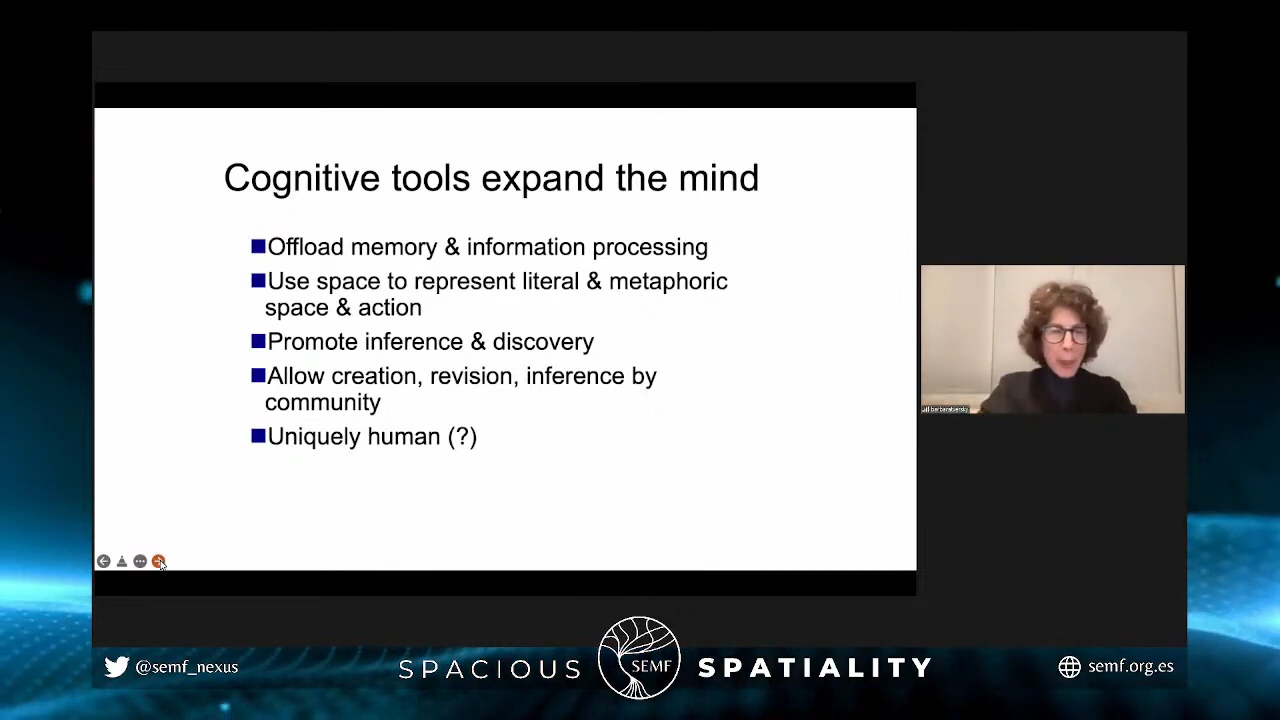 Cognitive tools expand the mind
Offload memory & information processing
Use space to represent literal & metaphoric
space & action
Promote inference & discovery
Allow creation, revision, inference by
community
Uniquely human (?)
barbaratversky
@semf_nexus
SPACIOUS SEMF SPATIALITY
semf.org.es